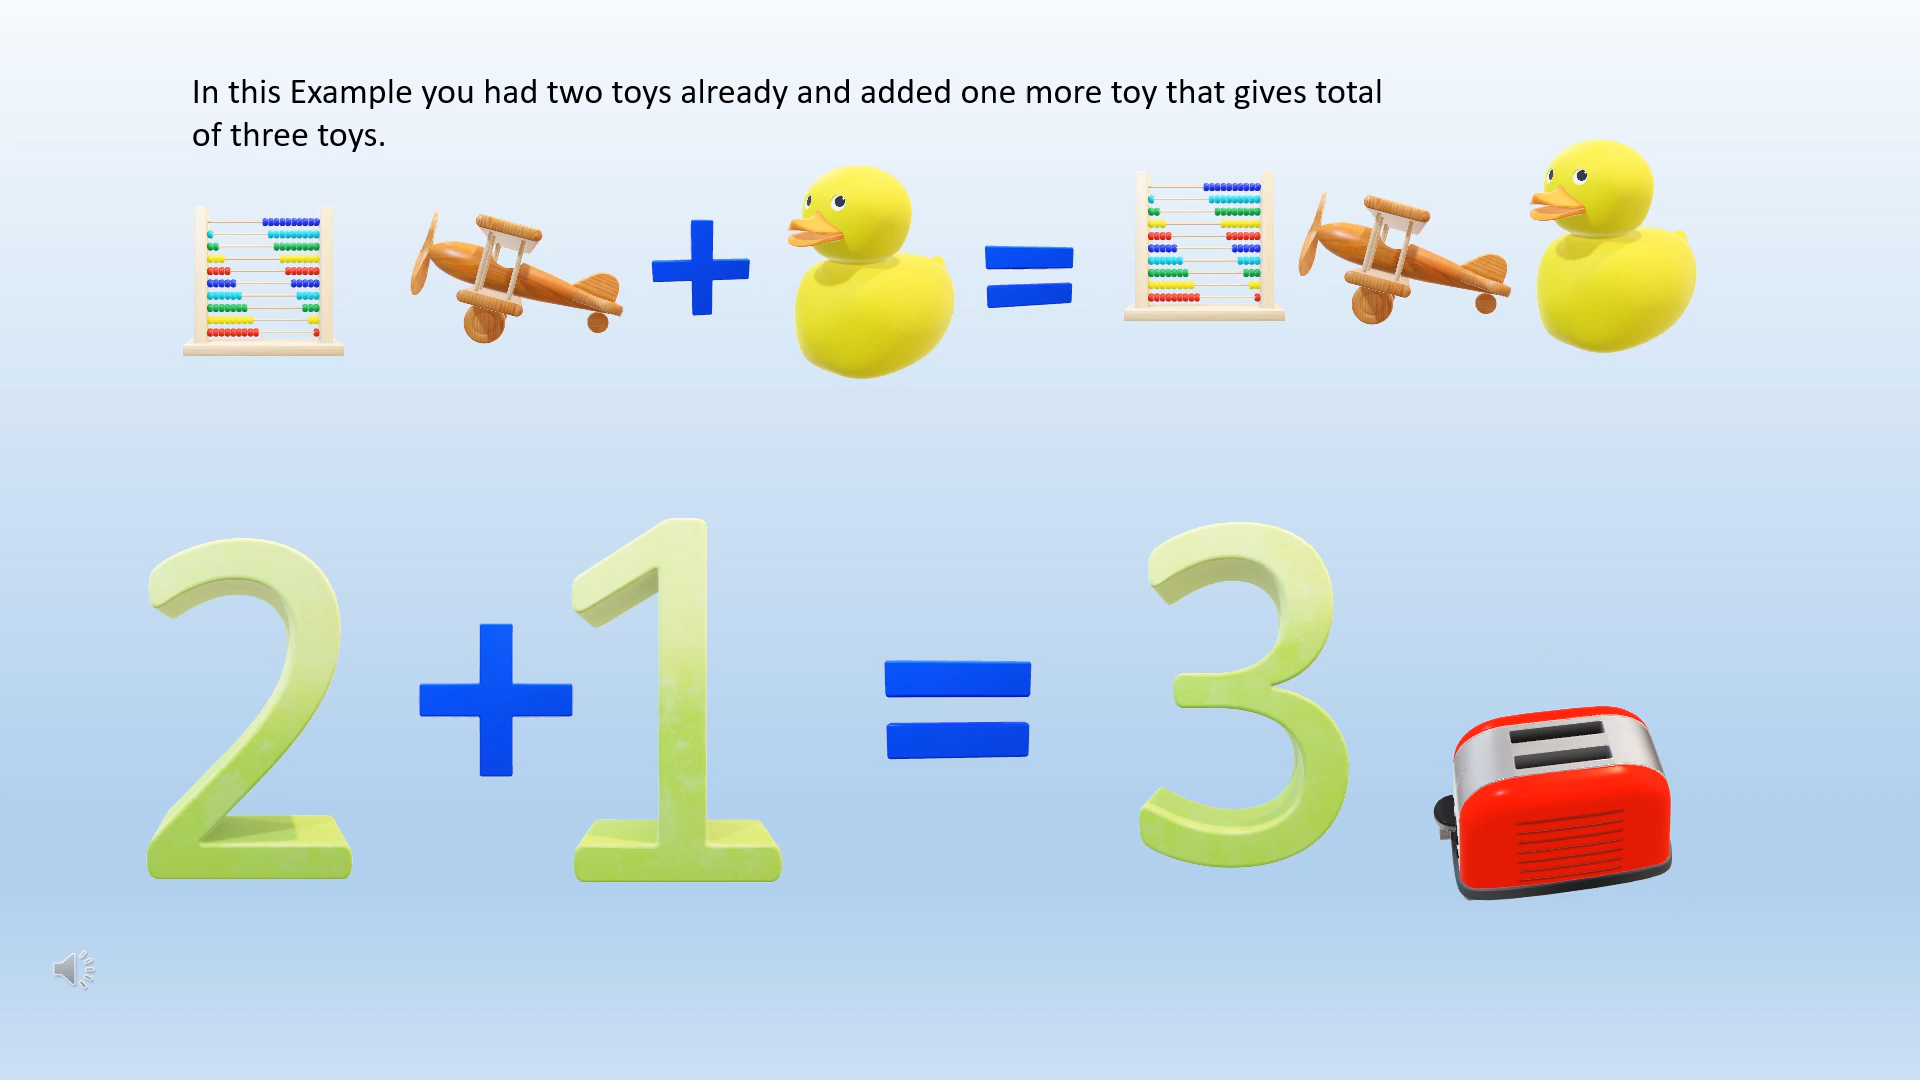 In this Example you had two toys already and added one more toy that gives total
of three toys.
2 + 1 = 3